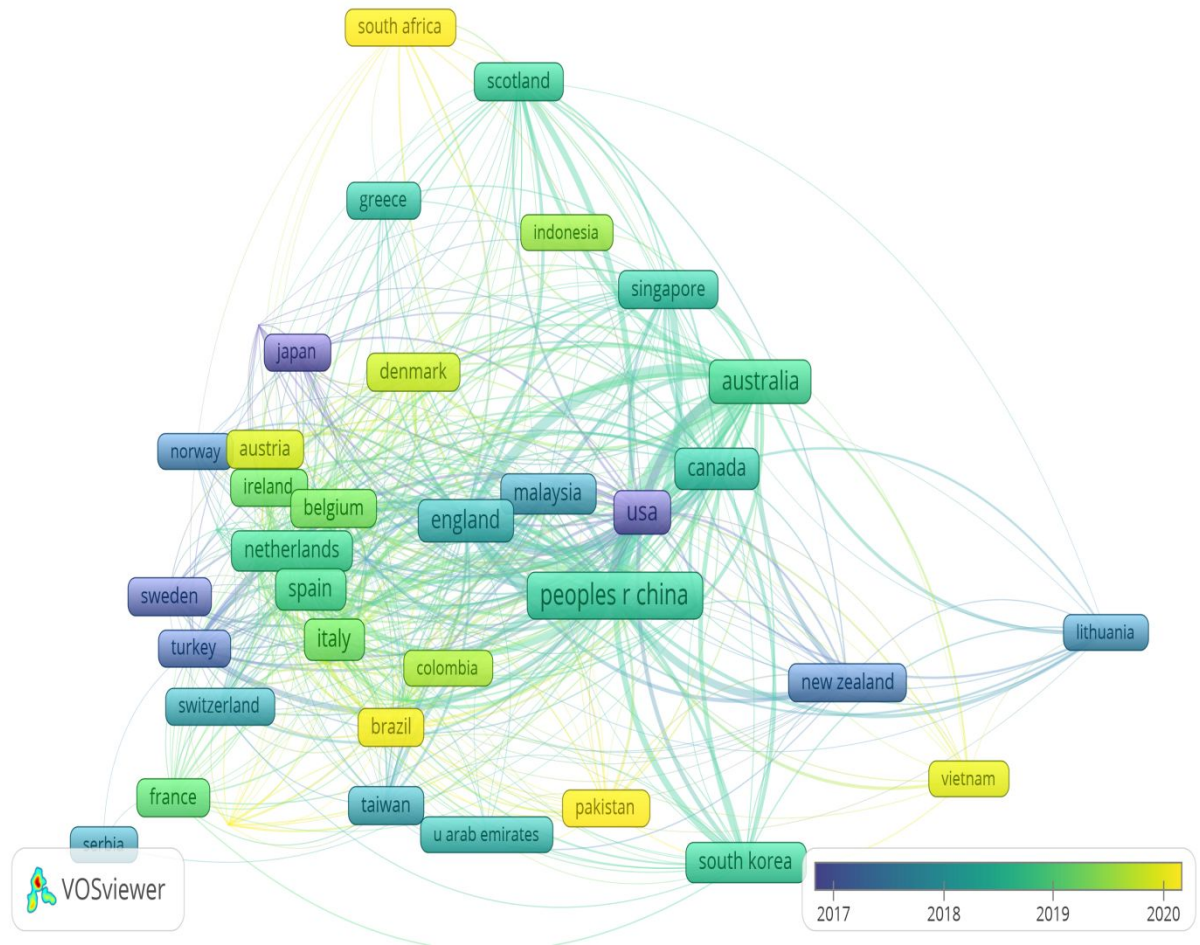 south africa
scotland
greece
indonesia
singapore
japan
denmark
australia
norway
austria
canada
ireland
malaysia
belgium
england
usa
netherlands
spain
sweden
peoples r china
italy
turkey
lithuania
colombia
new zealand
switzerland
brazil
vietnam
france
taiwan
pakistan
u arab emirates
serbia
south korea
VOSviewer
2017 2018 2019 2020